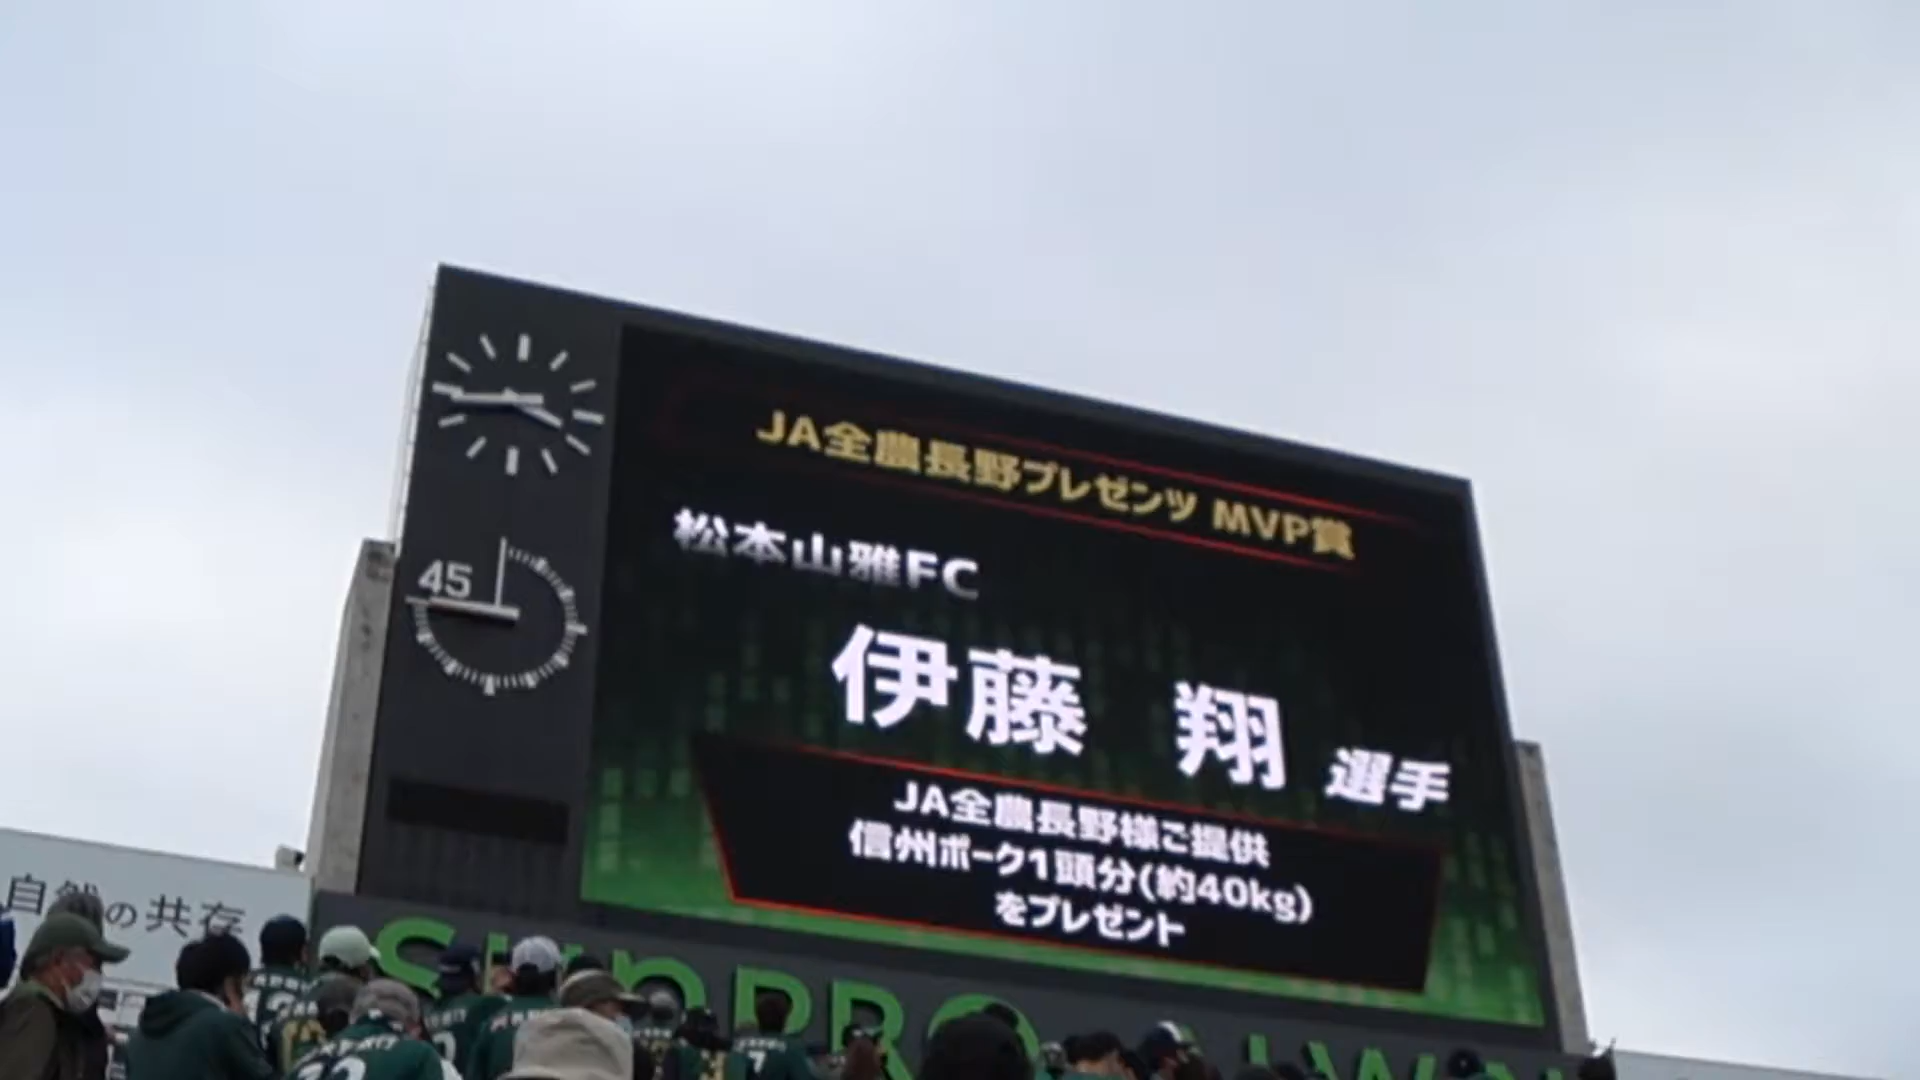 JA全農長野プレゼンツ MVP賞
松本山雅FC
伊藤 翔 選手
JA全農長野様ご提供
信州ポーク1頭分(約40kg)
をプレゼント
45
自然の共存
SUNPRO ALWIN
7